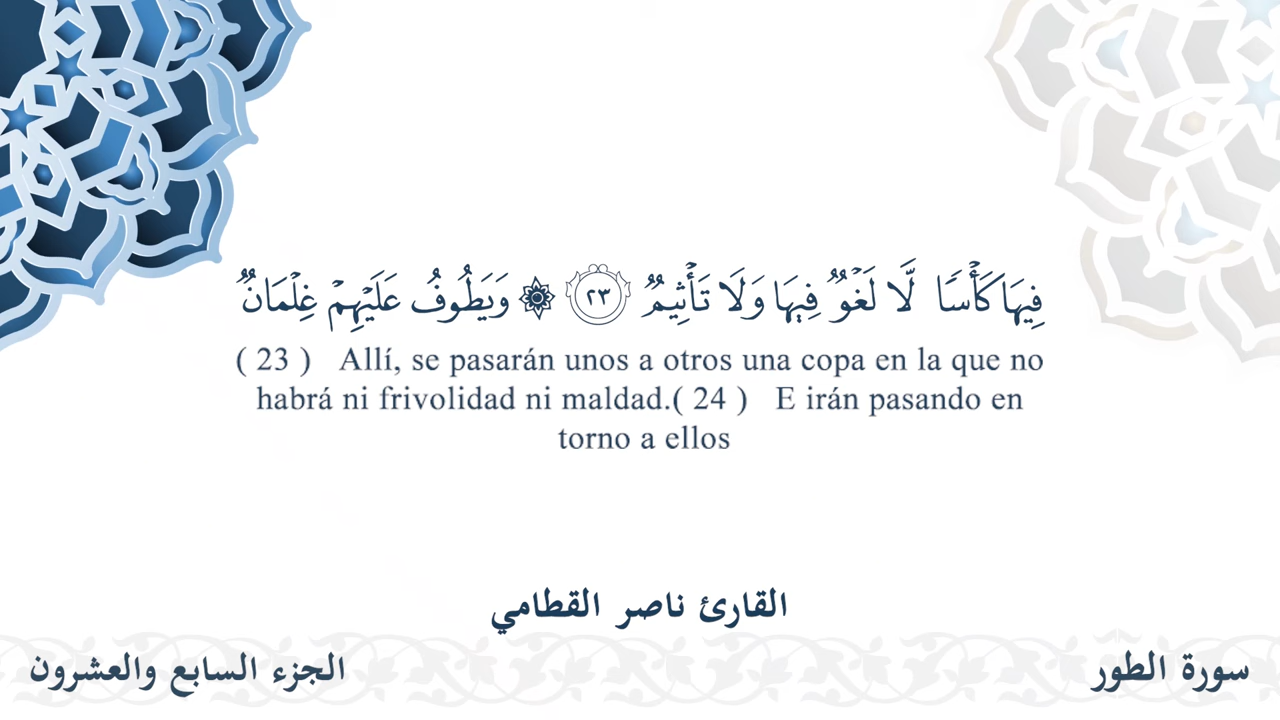 فِيهَا كَأْسًا لَّا لَغْوٌ فِيهَا وَلَا تَأْثِيمٌ ٢٣ ۞ وَيَطُوفُ عَلَيْهِمْ غِلْمَانٌ
( 23 ) Allí, se pasarán unos a otros una copa en la que no
habrá ni frivolidad ni maldad.( 24 ) E irán pasando en
torno a ellos
القارئ ناصر القطامي
سورة الطور
الجزء السابع والعشرون